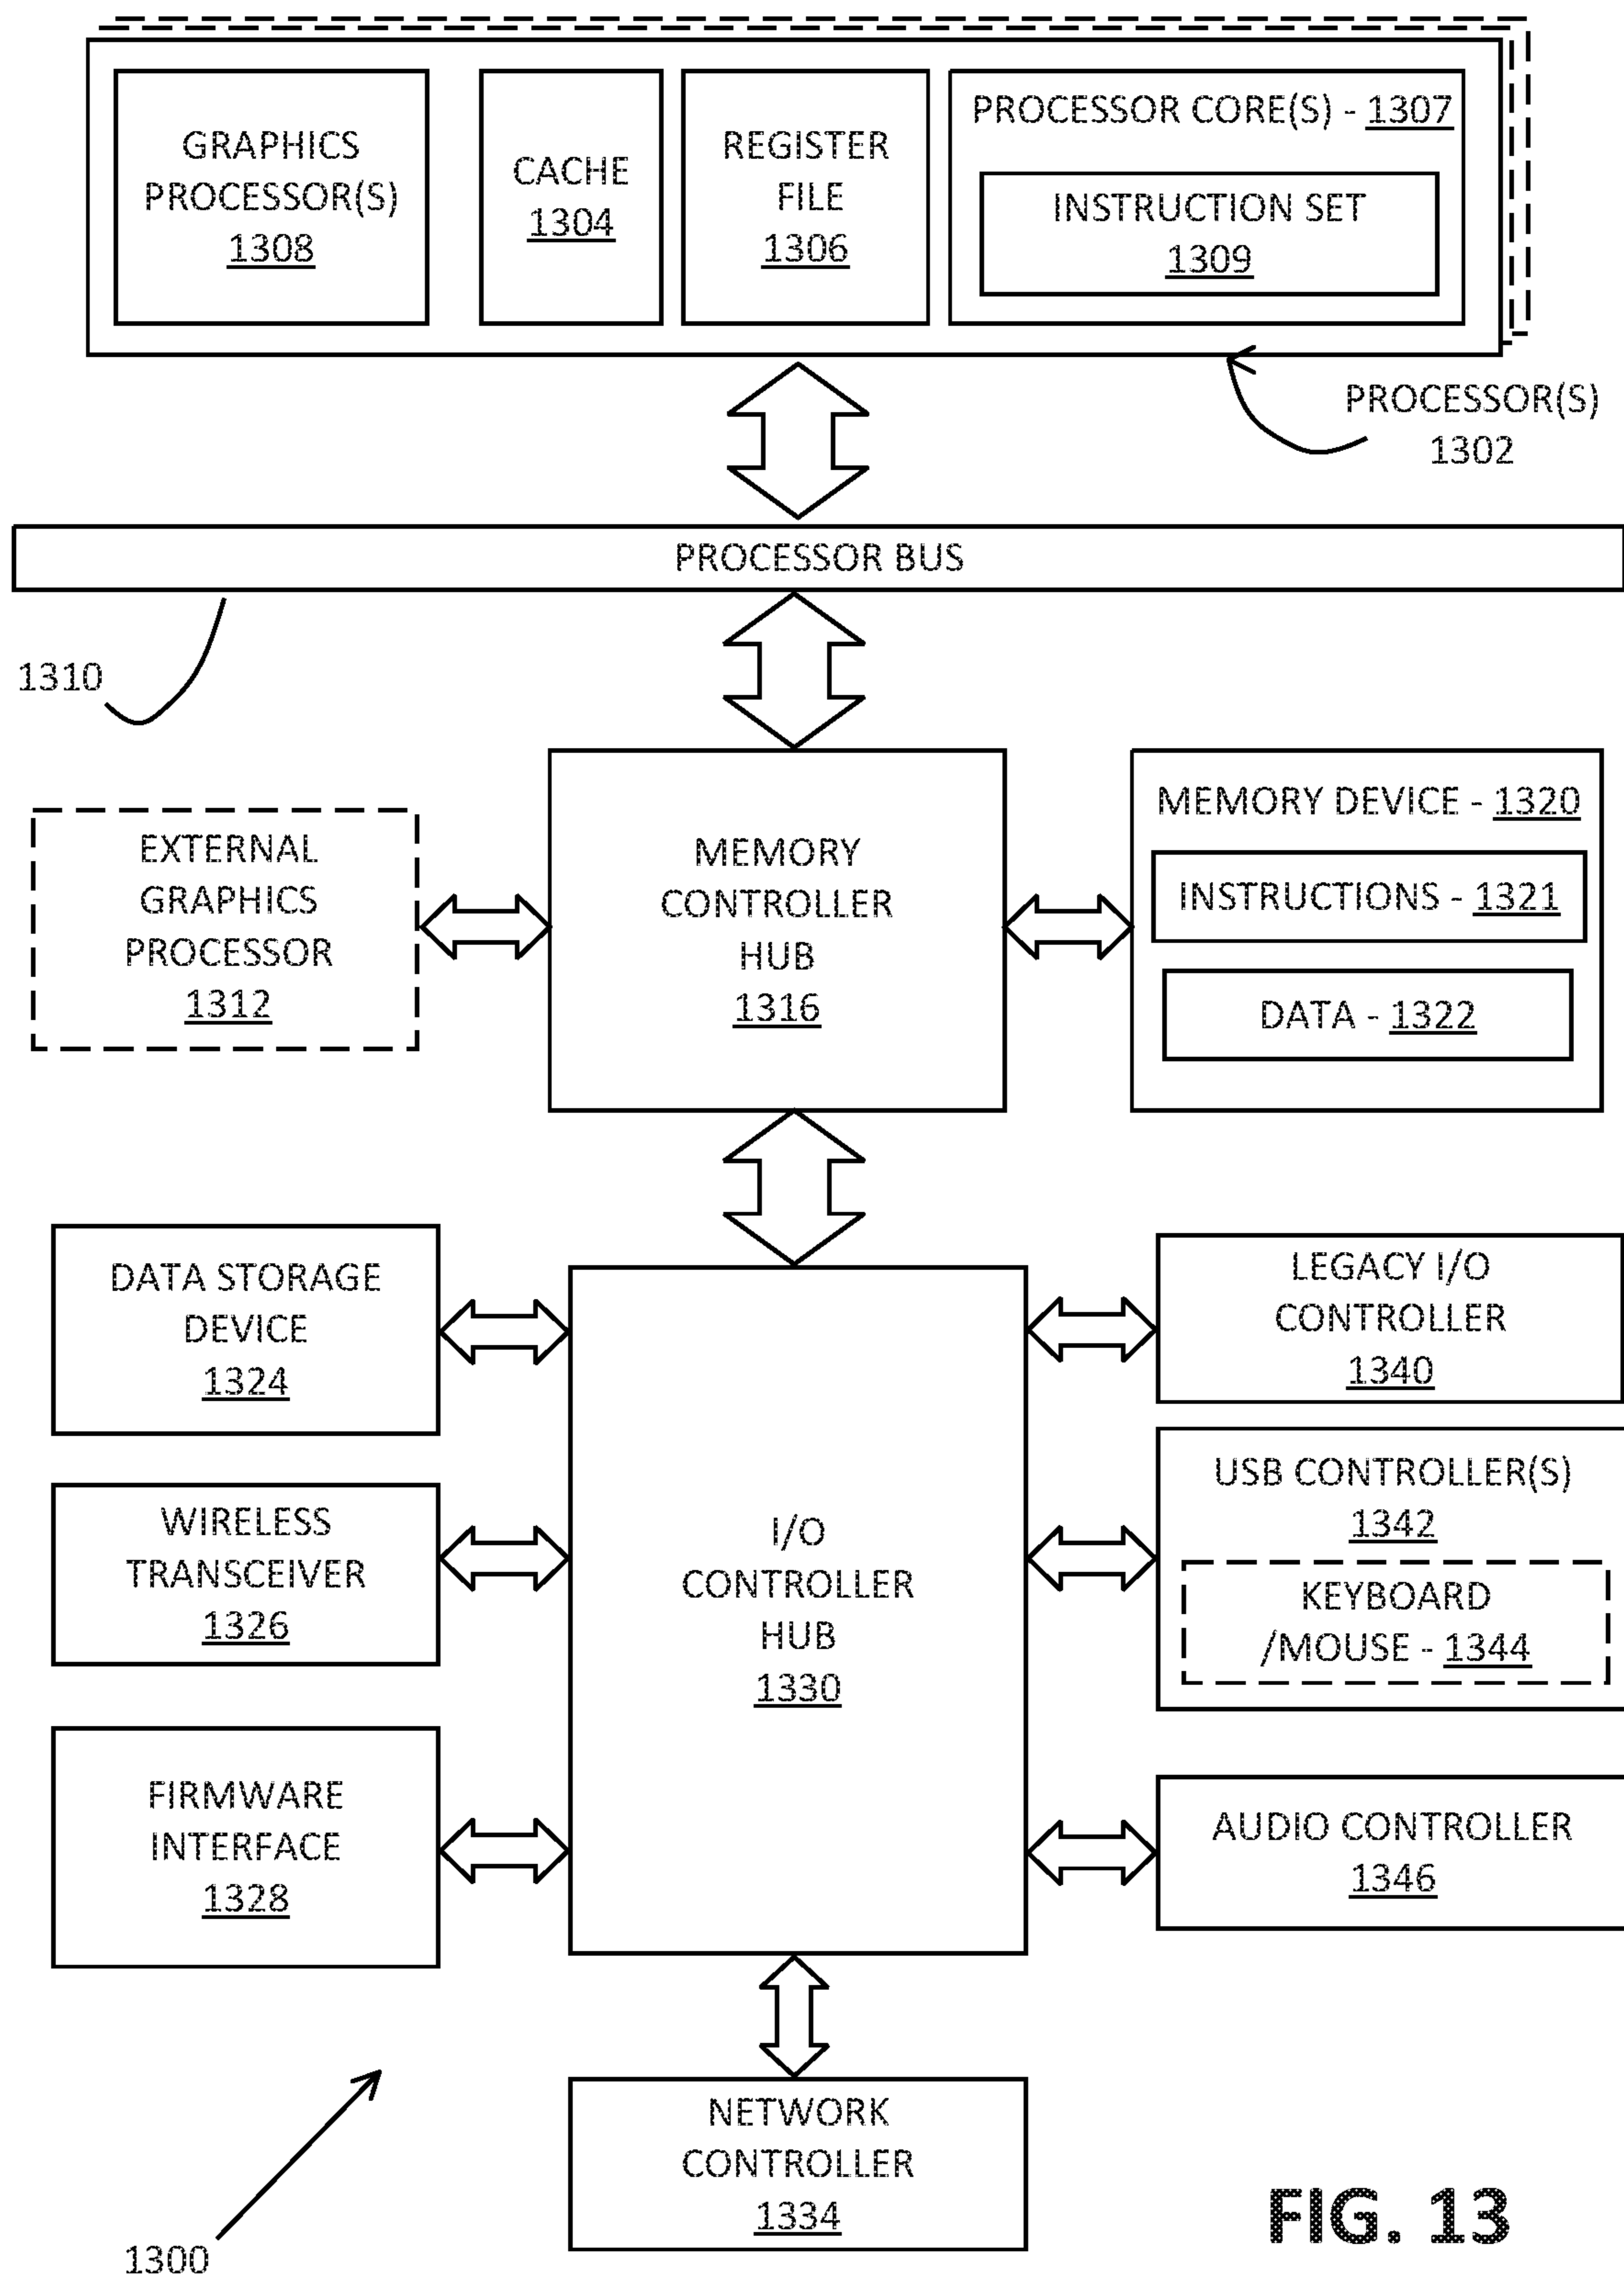 GRAPHICS
PROCESSOR(S)
1308
CACHE
1304
REGISTER
FILE
1306
PROCESSOR CORE(S) - 1307
INSTRUCTION SET
1309
PROCESSOR(S)
1302
PROCESSOR BUS
1310
EXTERNAL
GRAPHICS
PROCESSOR
1312
MEMORY
CONTROLLER
HUB
1316
MEMORY DEVICE - 1320
INSTRUCTIONS - 1321
DATA - 1322
DATA STORAGE
DEVICE
1324
WIRELESS
TRANSCEIVER
1326
FIRMWARE
INTERFACE
1328
I/O
CONTROLLER
HUB
1330
LEGACY I/O
CONTROLLER
1340
USB CONTROLLER(S)
1342
KEYBOARD
/MOUSE - 1344
AUDIO CONTROLLER
1346
NETWORK
CONTROLLER
1334
1300
FIG. 13